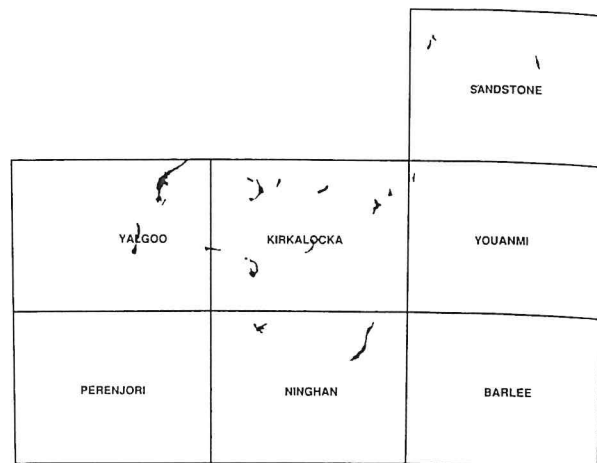 SANDSTONE
YALGOO
KIRKALOCKA
YOUANMI
PERENJORI
NINGHAN
BARLEE